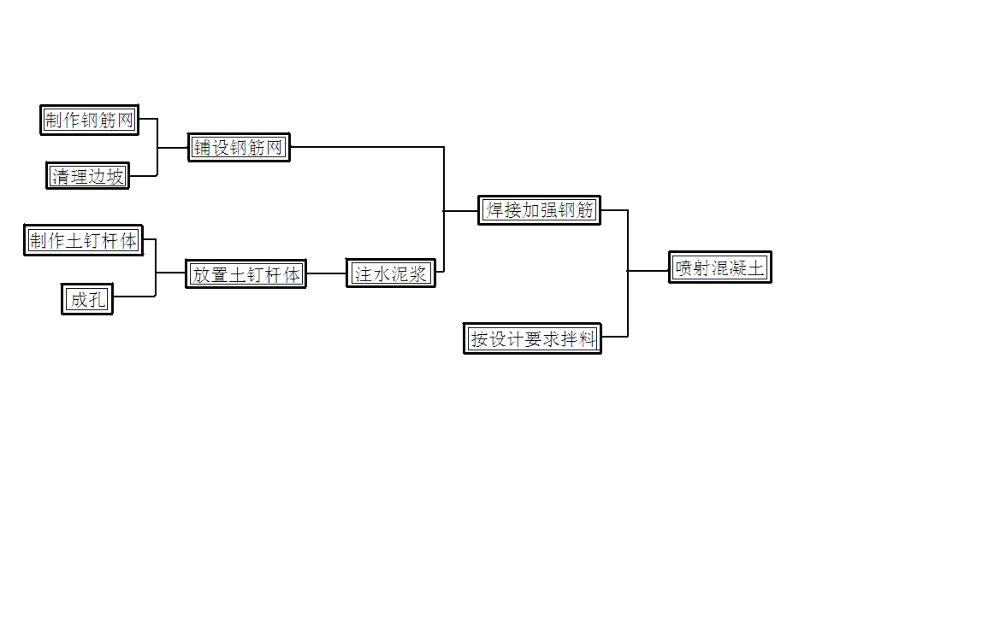 制作钢筋网
铺设钢筋网
清理边坡
焊接加强钢筋
制作土钉杆体
喷射混凝土
放置土钉杆体
注水泥浆
成孔
按设计要求拌料